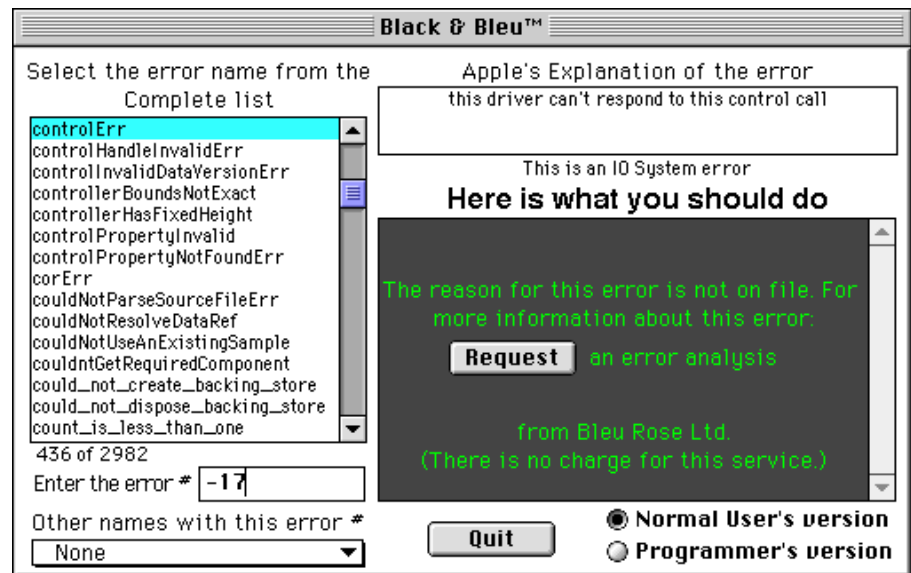 Black & Bleu™
Select the error name from the
Complete list
controlErr
controlHandleInvalidErr
controlInvalidDataVersionErr
controllerBoundsNotExact
controllerHasFixedHeight
controlPropertyInvalid
controlPropertyNotFoundErr
corErr
couldNotParseSourceFileErr
couldNotResolveDataRef
couldNotUseAnExistingSample
couldntGetRequiredComponent
could_not_create_backing_store
could_not_dispose_backing_store
count_is_less_than_one
436 of 2982
Enter the error # -17
Other names with this error #
None
Apple's Explanation of the error
this driver can't respond to this control call
This is an IO System error
Here is what you should do
The reason for this error is not on file. For
more information about this error:
Request an error analysis
from Bleu Rose Ltd.
(There is no charge for this service.)
Quit
Normal User's version
Programmer's version